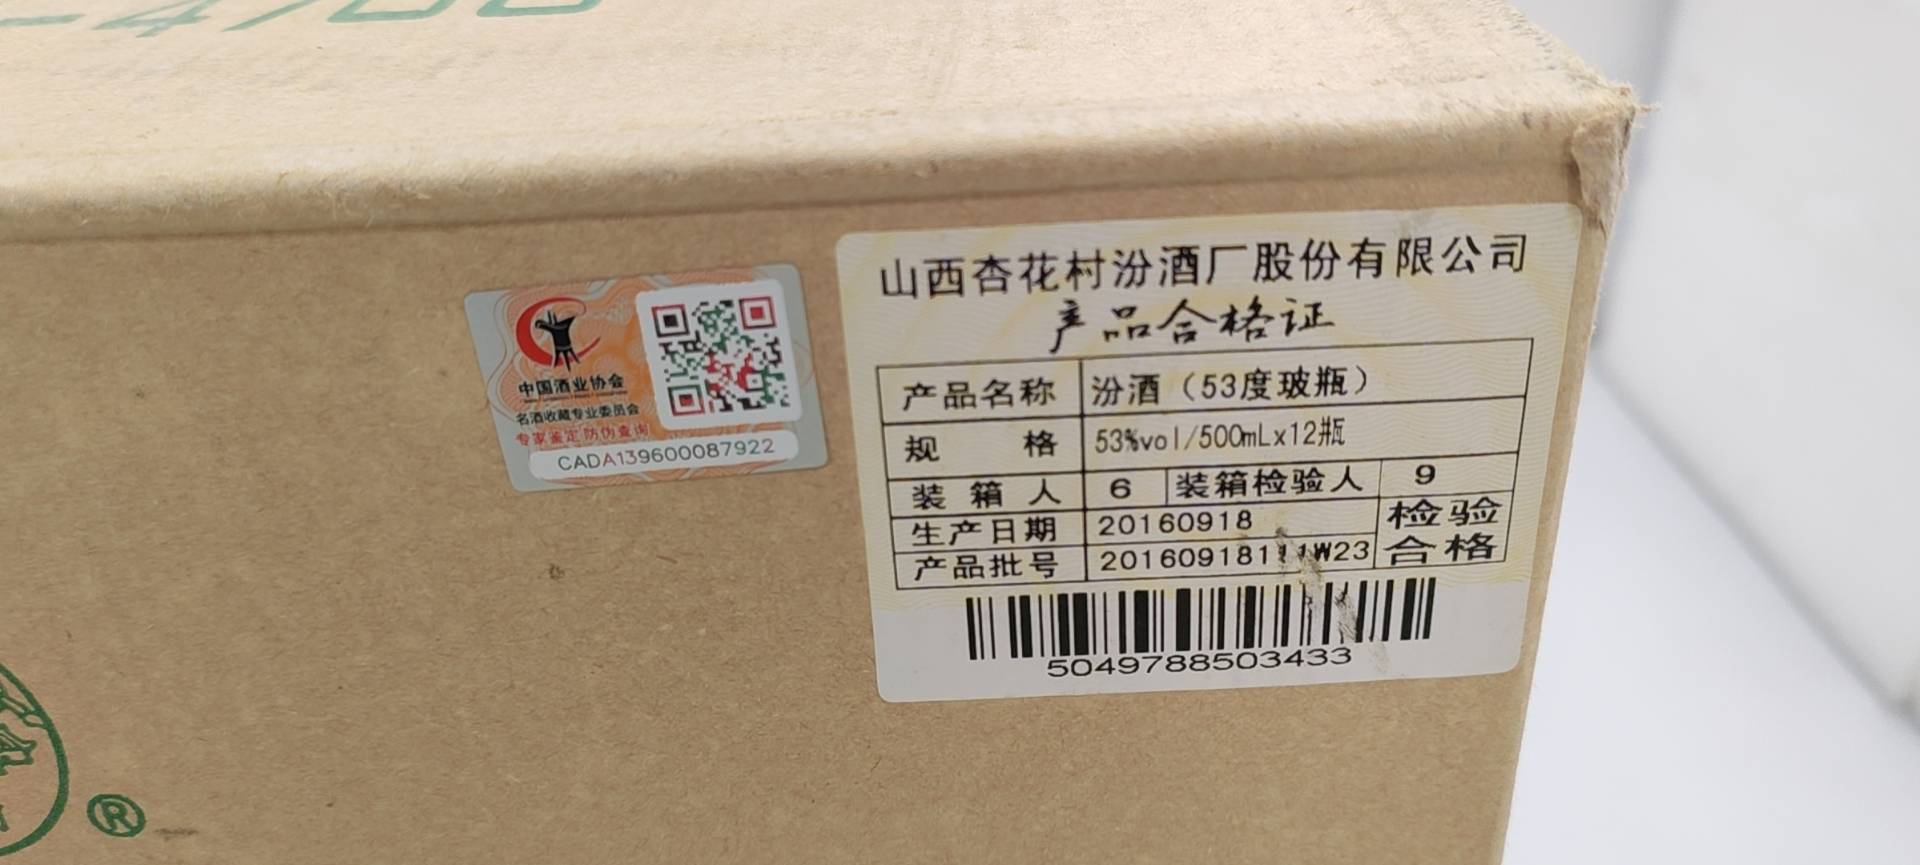 山西杏花村汾酒厂股份有限公司
产品合格证
产品名称 汾酒（53度玻瓶）
规 格 53%vol/500mLx12瓶
装箱人 6 装箱检验人 9
生产日期 20160918 检验
产品批号 20160918111W23 合格
5049788503433
中国酒业协会
名酒收藏专业委员会
专家鉴定 防伪查询
CADA139600087922
®